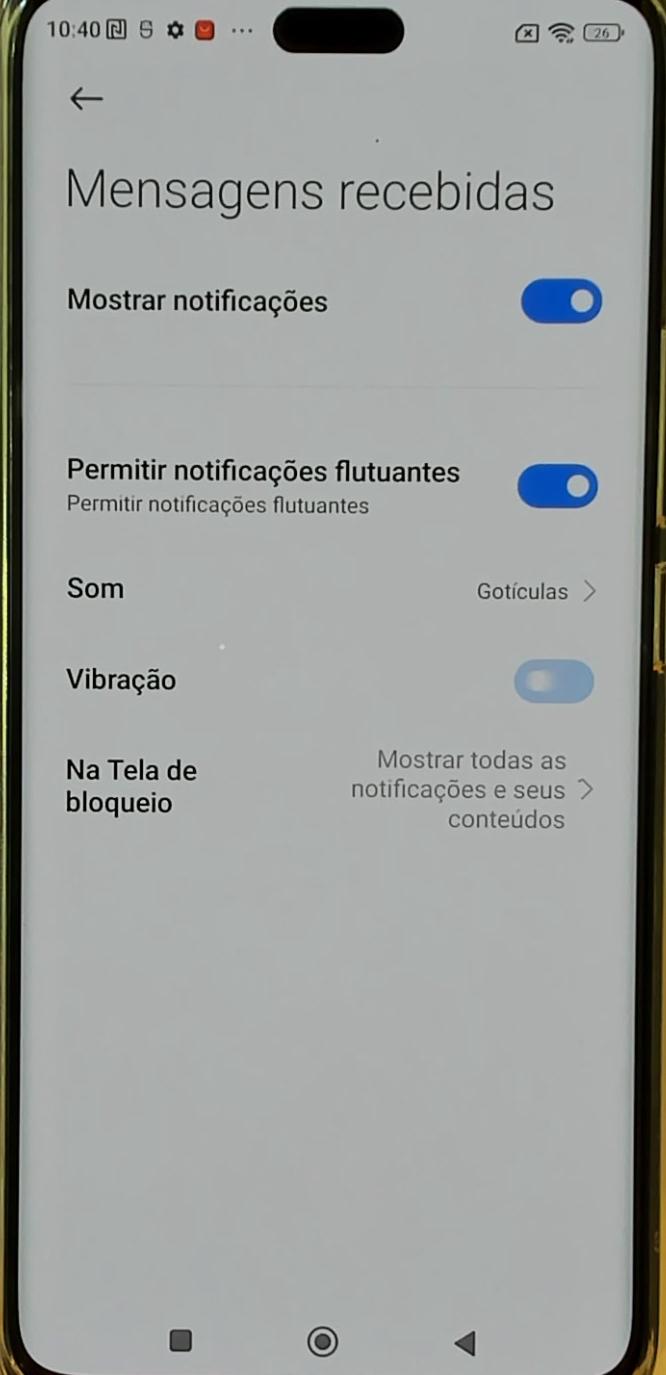 10:40
26
Mensagens recebidas
Mostrar notificações
Permitir notificações flutuantes
Permitir notificações flutuantes
Som
Gotículas
Vibração
Na Tela de
bloqueio
Mostrar todas as
notificações e seus
conteúdos